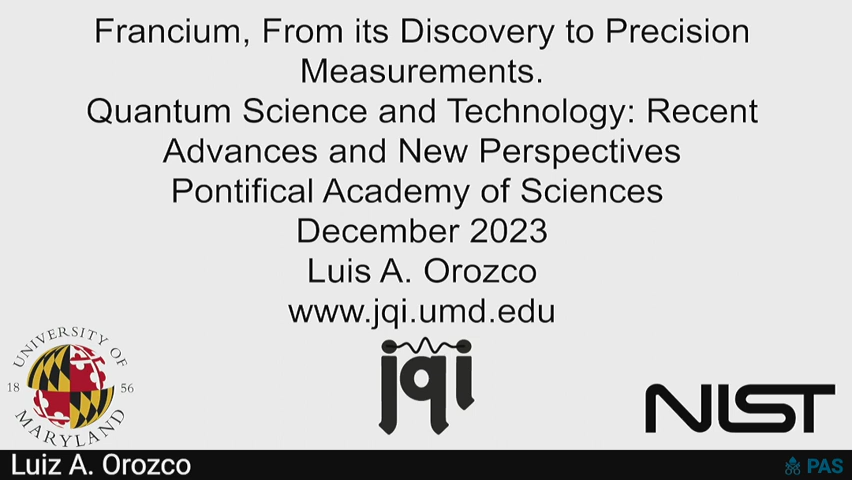 Francium, From its Discovery to Precision
Measurements.
Quantum Science and Technology: Recent
Advances and New Perspectives
Pontifical Academy of Sciences
December 2023
Luis A. Orozco
www.jqi.umd.edu
UNIVERSITY OF
18 56
MARYLAND
jqi
NIST
Luiz A. Orozco
PAS